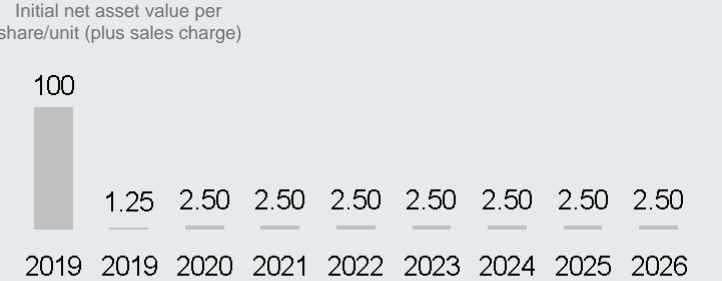 Initial net asset value per
share/unit (plus sales charge)
100
1.25 2.50 2.50 2.50 2.50 2.50 2.50 2.50
2019 2019 2020 2021 2022 2023 2024 2025 2026